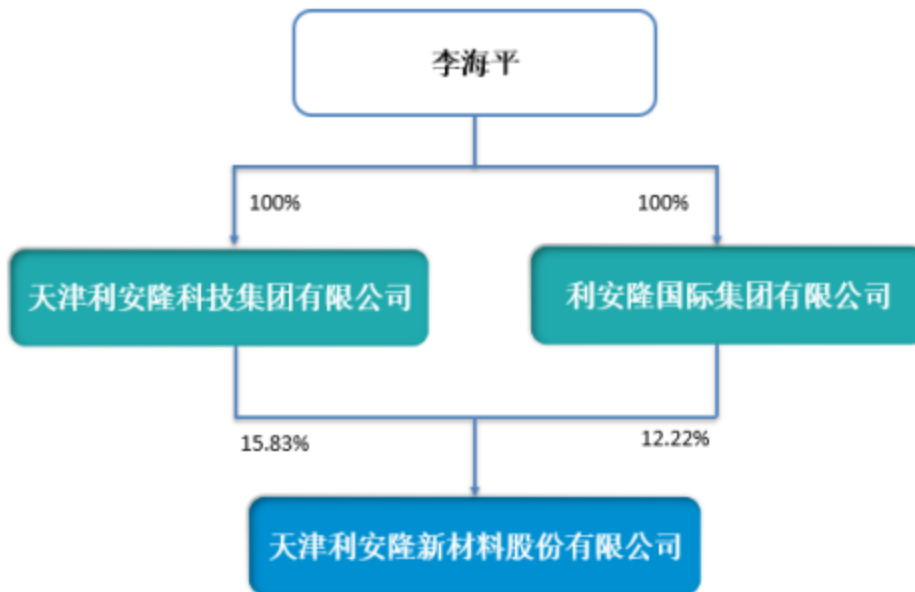 李海平
100%
100%
天津利安隆科技集团有限公司
利安隆国际集团有限公司
15.83%
12.22%
天津利安隆新材料股份有限公司